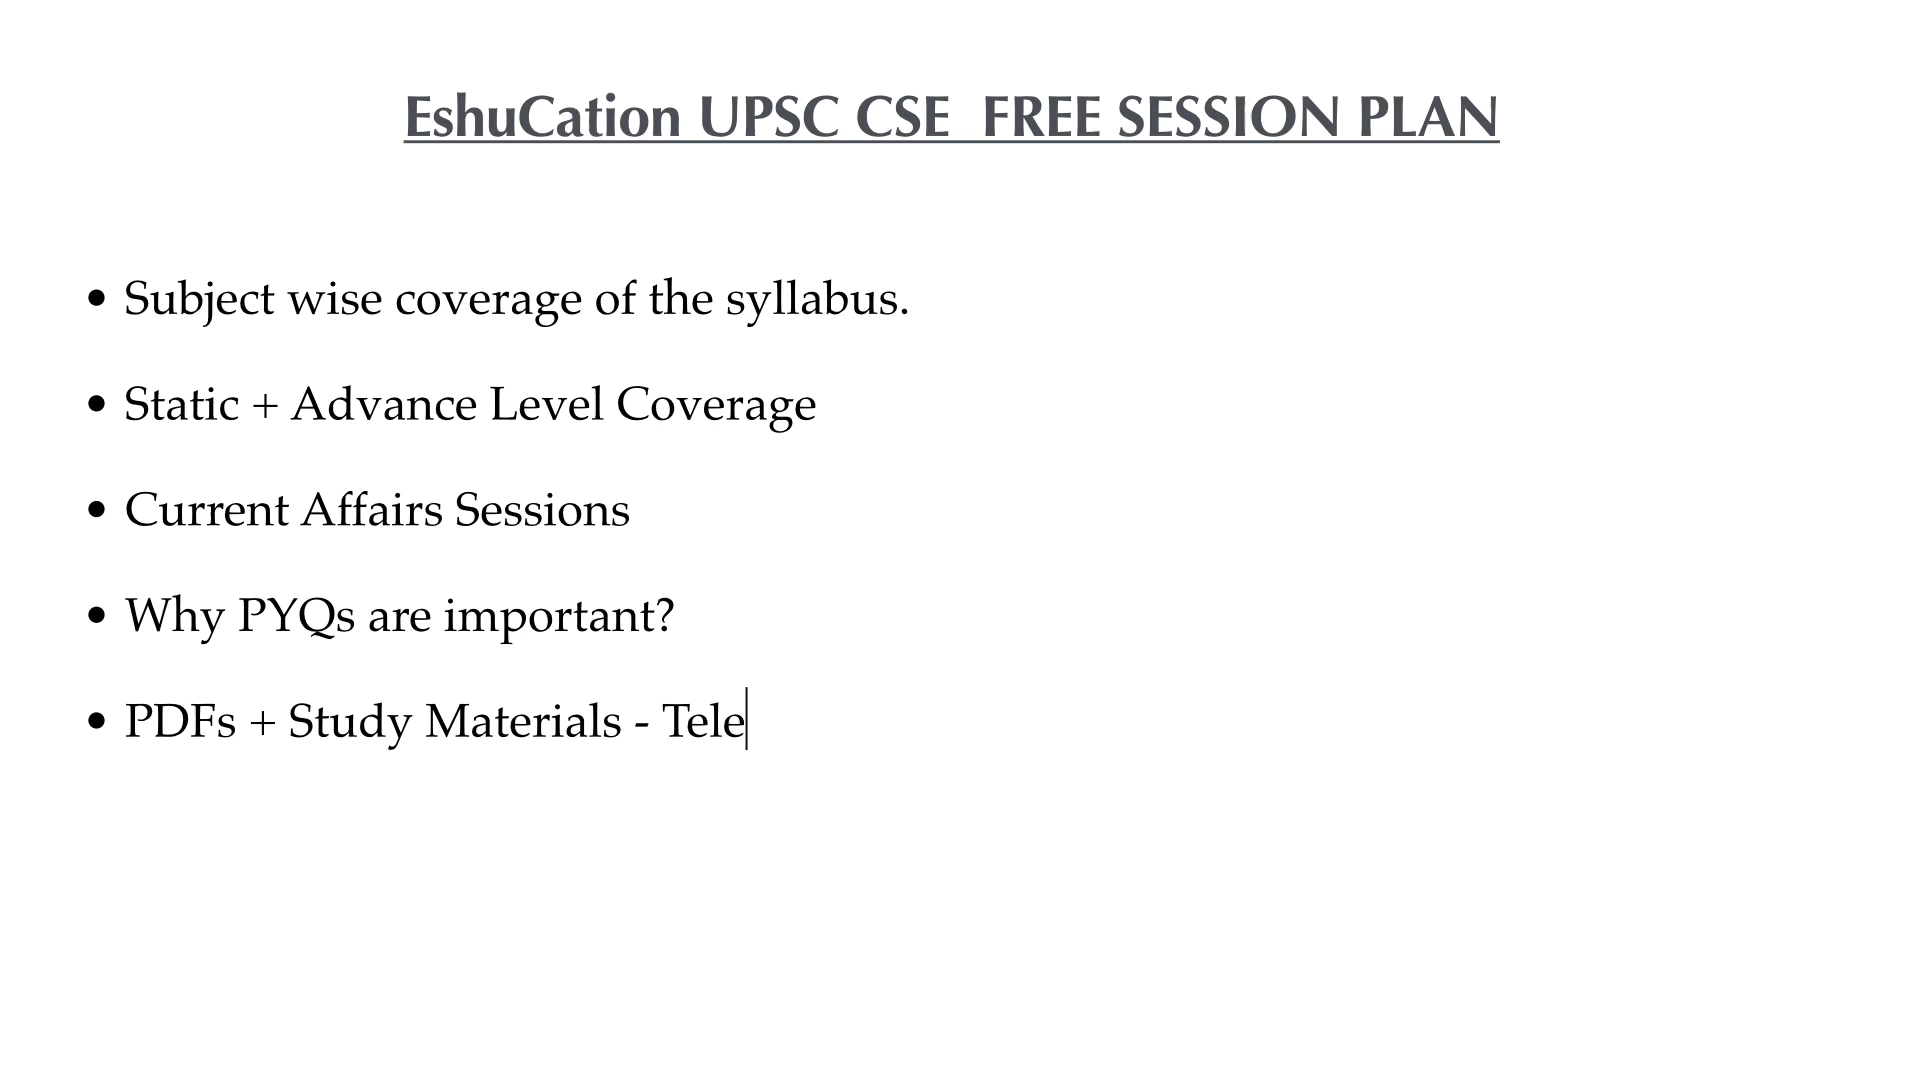 EshuCation UPSC CSE  FREE SESSION PLAN
• Subject wise coverage of the syllabus.
• Static + Advance Level Coverage
• Current Affairs Sessions
• Why PYQs are important?
• PDFs + Study Materials - Tele